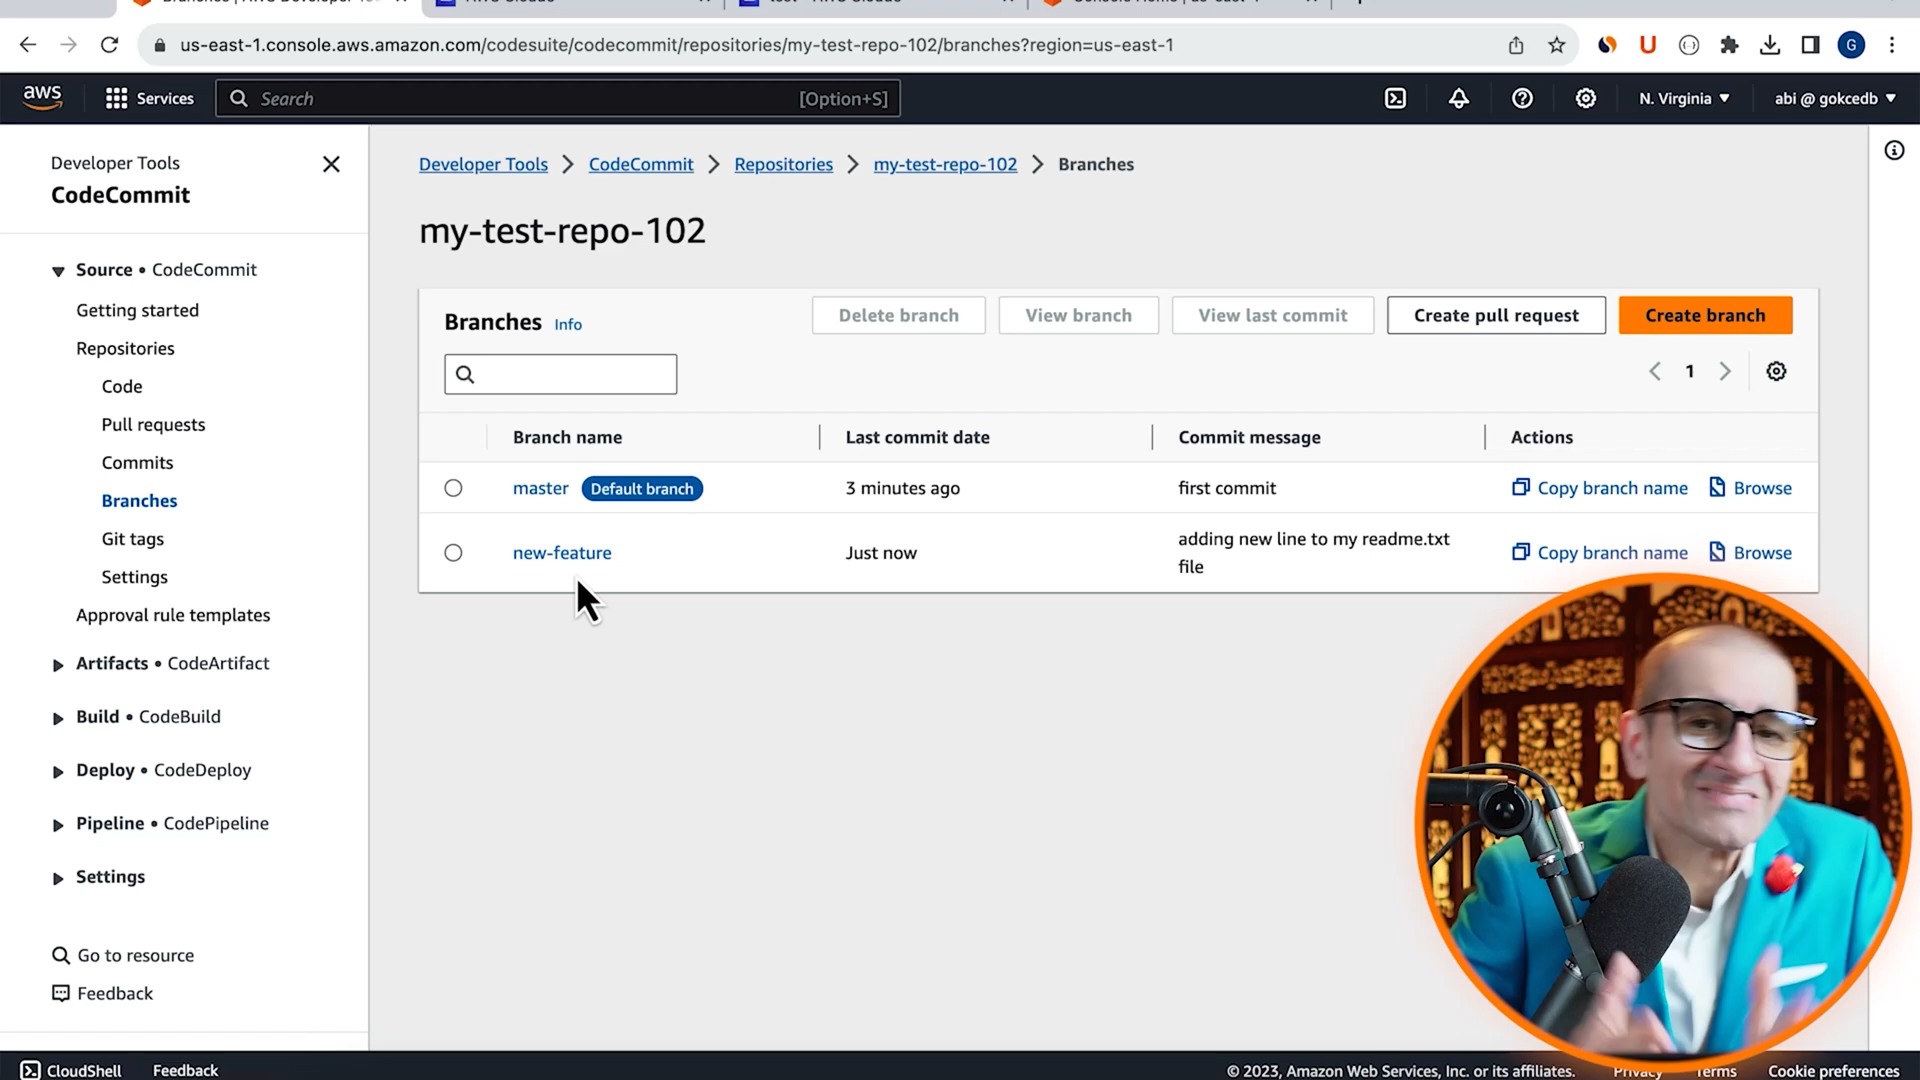 us-east-1.console.aws.amazon.com/codesuite/codecommit/repositories/my-test-repo-102/branches?region=us-east-1
G
aws
Services
Search
[Option+S]
N. Virginia
abi @ gokcedb
Developer Tools
CodeCommit
Source • CodeCommit
Getting started
Repositories
Code
Pull requests
Commits
Branches
Git tags
Settings
Approval rule templates
Artifacts • CodeArtifact
Build • CodeBuild
Deploy • CodeDeploy
Pipeline • CodePipeline
Settings
Go to resource
Feedback
Developer Tools
CodeCommit
Repositories
my-test-repo-102
Branches
my-test-repo-102
Branches Info
Delete branch
View branch
View last commit
Create pull request
Create branch
1
Branch name
Last commit date
Commit message
Actions
master Default branch
3 minutes ago
first commit
Copy branch name
Browse
new-feature
Just now
adding new line to my readme.txt
file
Copy branch name
Browse
CloudShell
Feedback
© 2023, Amazon Web Services, Inc. or its affiliates.
Privacy
Terms
Cookie preferences